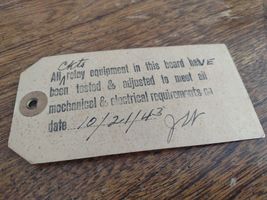 Ckts
All ^ relay equipment in this board haVE
been tested & adjusted to meet all
mechanical & electrical requirements on
date 10/21/43 JW